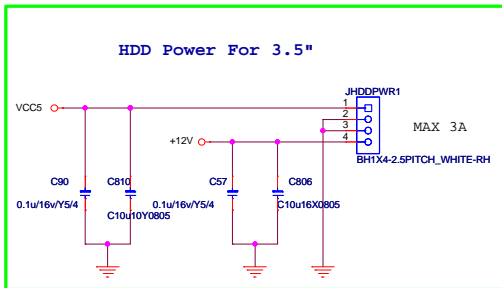 HDD Power For 3.5"
JHDDPWR1
VCC5
1
2
+12V
3
4
MAX 3A
BH1X4-2.5PITCH_WHITE-RH
C90
C810
C57
C806
0.1u/16v/Y5/4
C10u10Y0805
0.1u/16v/Y5/4
C10u16X0805